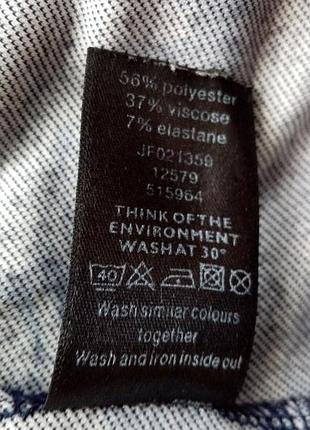 56% polyester
37% viscose
7% elastane
JF021359
12579
515964
THINK OF THE
ENVIRONMENT
WASH AT 30°
40
Wash similar colours
together
Wash and iron inside out